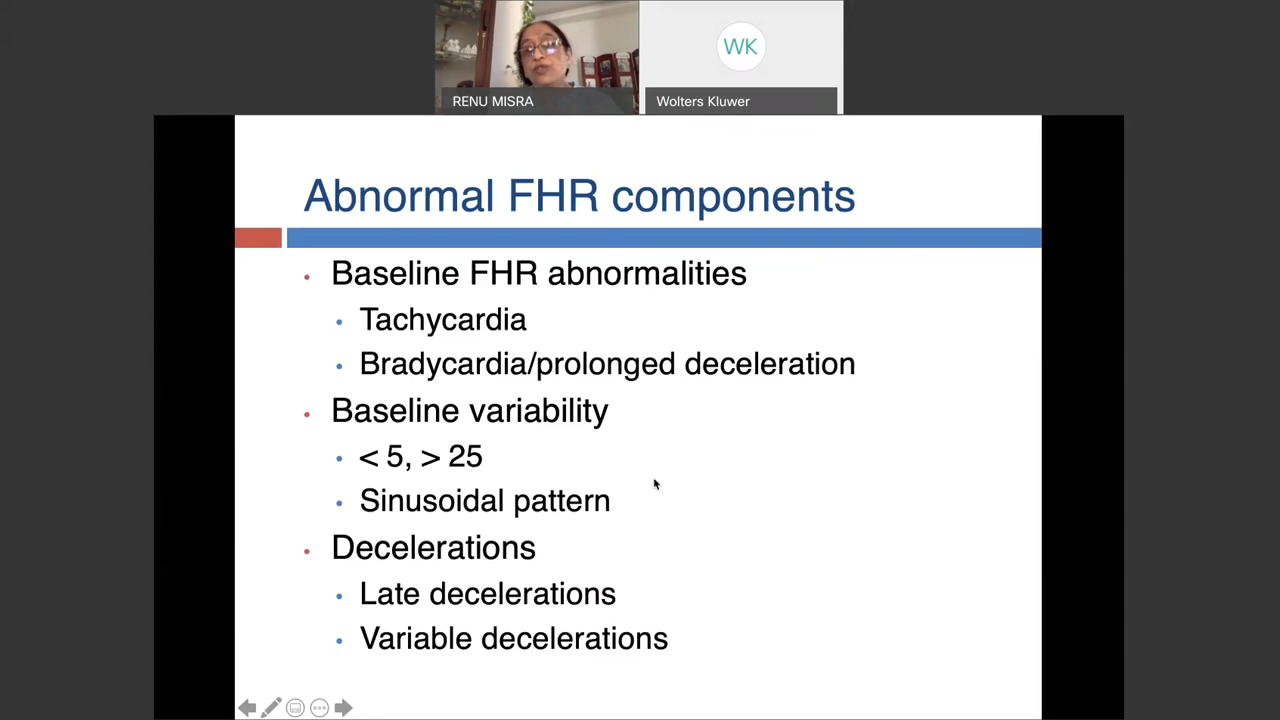 WK
RENU MISRA
Wolters Kluwer
Abnormal FHR components
• Baseline FHR abnormalities
• Tachycardia
• Bradycardia/prolonged deceleration
• Baseline variability
• < 5, > 25
• Sinusoidal pattern
• Decelerations
• Late decelerations
• Variable decelerations